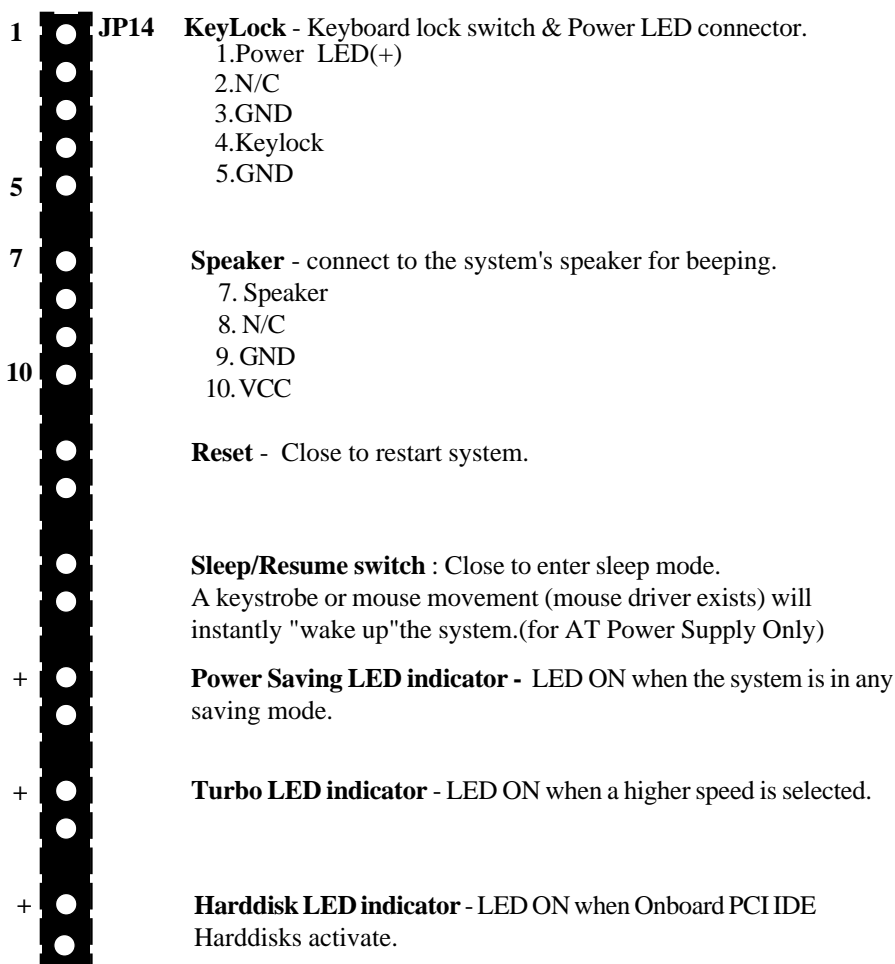 1 JP14 KeyLock - Keyboard lock switch & Power LED connector.
1.Power LED(+)
2.N/C
3.GND
4.Keylock
5 5.GND
7 Speaker - connect to the system's speaker for beeping.
7. Speaker
8. N/C
9. GND
10 10.VCC
Reset - Close to restart system.
Sleep/Resume switch : Close to enter sleep mode.
A keystrobe or mouse movement (mouse driver exists) will
instantly "wake up"the system.(for AT Power Supply Only)
+ Power Saving LED indicator - LED ON when the system is in any
saving mode.
+ Turbo LED indicator - LED ON when a higher speed is selected.
+ Harddisk LED indicator - LED ON when Onboard PCI IDE
Harddisks activate.